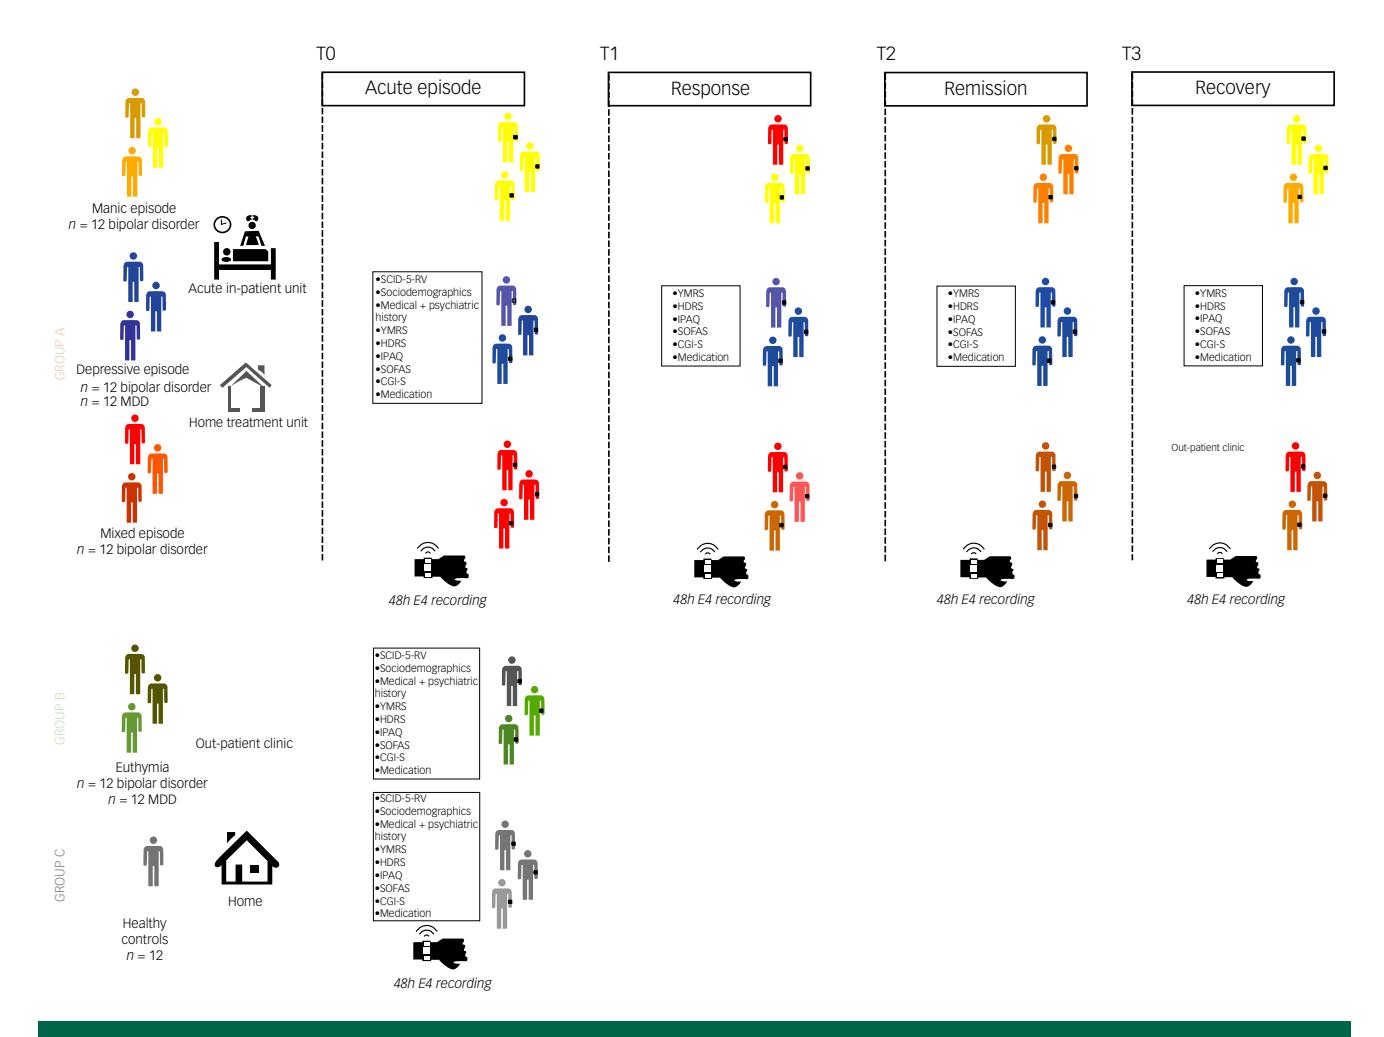 T0
T1
T2
T3
Acute episode
Response
Remission
Recovery
Manic episode
n = 12 bipolar disorder
Acute in-patient unit
GROUP A
Depressive episode
n = 12 bipolar disorder
n = 12 MDD
Home treatment unit
Mixed episode
n = 12 bipolar disorder
•SCID-5-RV
•Sociodemographics
•Medical + psychiatric
history
•YMRS
•HDRS
•IPAQ
•SOFAS
•CGI-S
•Medication
•YMRS
•HDRS
•IPAQ
•SOFAS
•CGI-S
•Medication
•YMRS
•HDRS
•IPAQ
•SOFAS
•CGI-S
•Medication
•YMRS
•HDRS
•IPAQ
•SOFAS
•CGI-S
•Medication
Out-patient clinic
48h E4 recording
48h E4 recording
48h E4 recording
48h E4 recording
GROUP B
Euthymia
n = 12 bipolar disorder
n = 12 MDD
Out-patient clinic
•SCID-5-RV
•Sociodemographics
•Medical + psychiatric
history
•YMRS
•HDRS
•IPAQ
•SOFAS
•CGI-S
•Medication
GROUP C
Healthy
controls
n = 12
Home
•SCID-5-RV
•Sociodemographics
•Medical + psychiatric
history
•YMRS
•HDRS
•IPAQ
•SOFAS
•CGI-S
•Medication
48h E4 recording